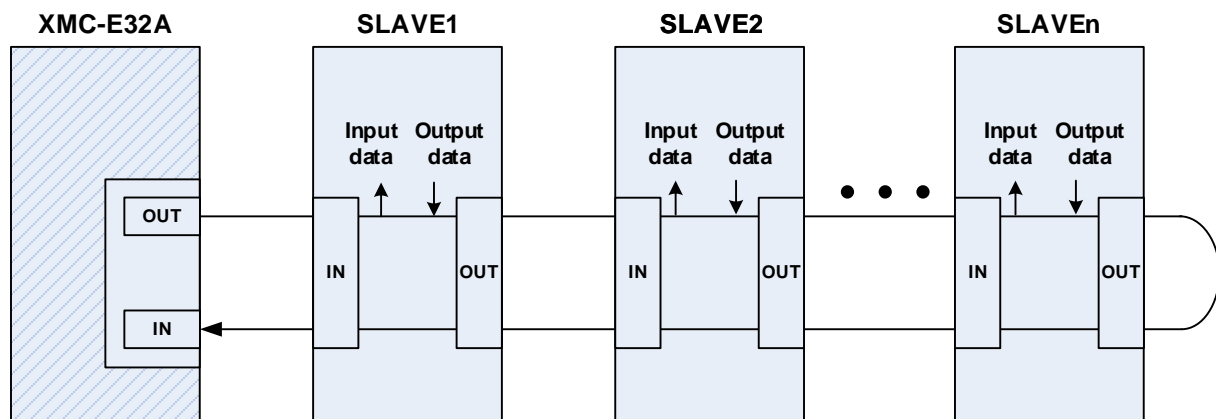 XMC-E32A
SLAVE1
SLAVE2
SLAVEn
Input
data
Output
data
Input
data
Output
data
Input
data
Output
data
OUT
IN
IN
OUT
IN
OUT
IN
OUT